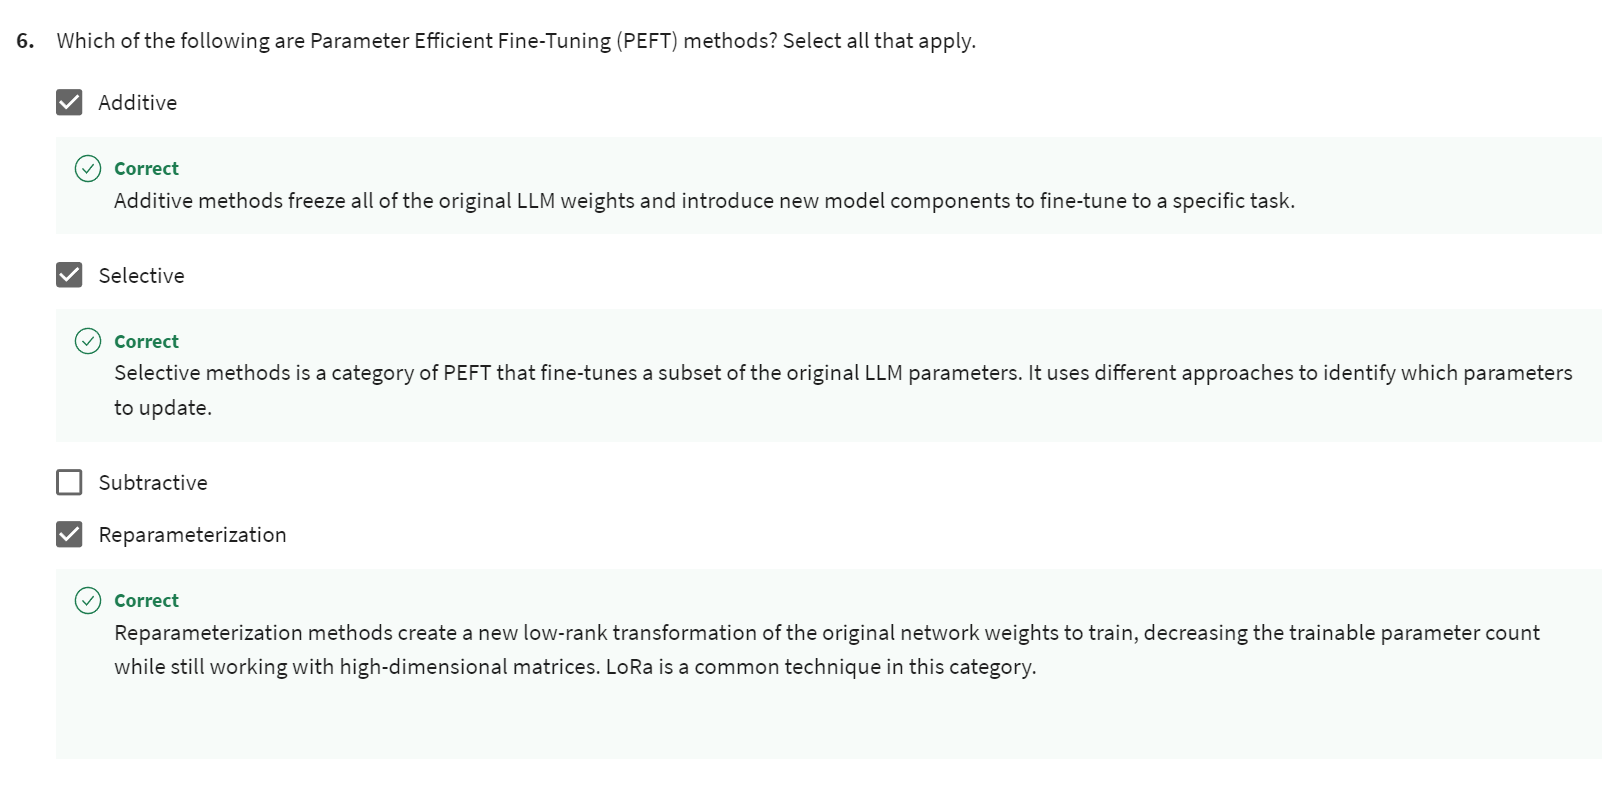 6. Which of the following are Parameter Efficient Fine-Tuning (PEFT) methods? Select all that apply.
Additive
Correct
Additive methods freeze all of the original LLM weights and introduce new model components to fine-tune to a specific task.
Selective
Correct
Selective methods is a category of PEFT that fine-tunes a subset of the original LLM parameters. It uses different approaches to identify which parameters
to update.
Subtractive
Reparameterization
Correct
Reparameterization methods create a new low-rank transformation of the original network weights to train, decreasing the trainable parameter count
while still working with high-dimensional matrices. LoRa is a common technique in this category.